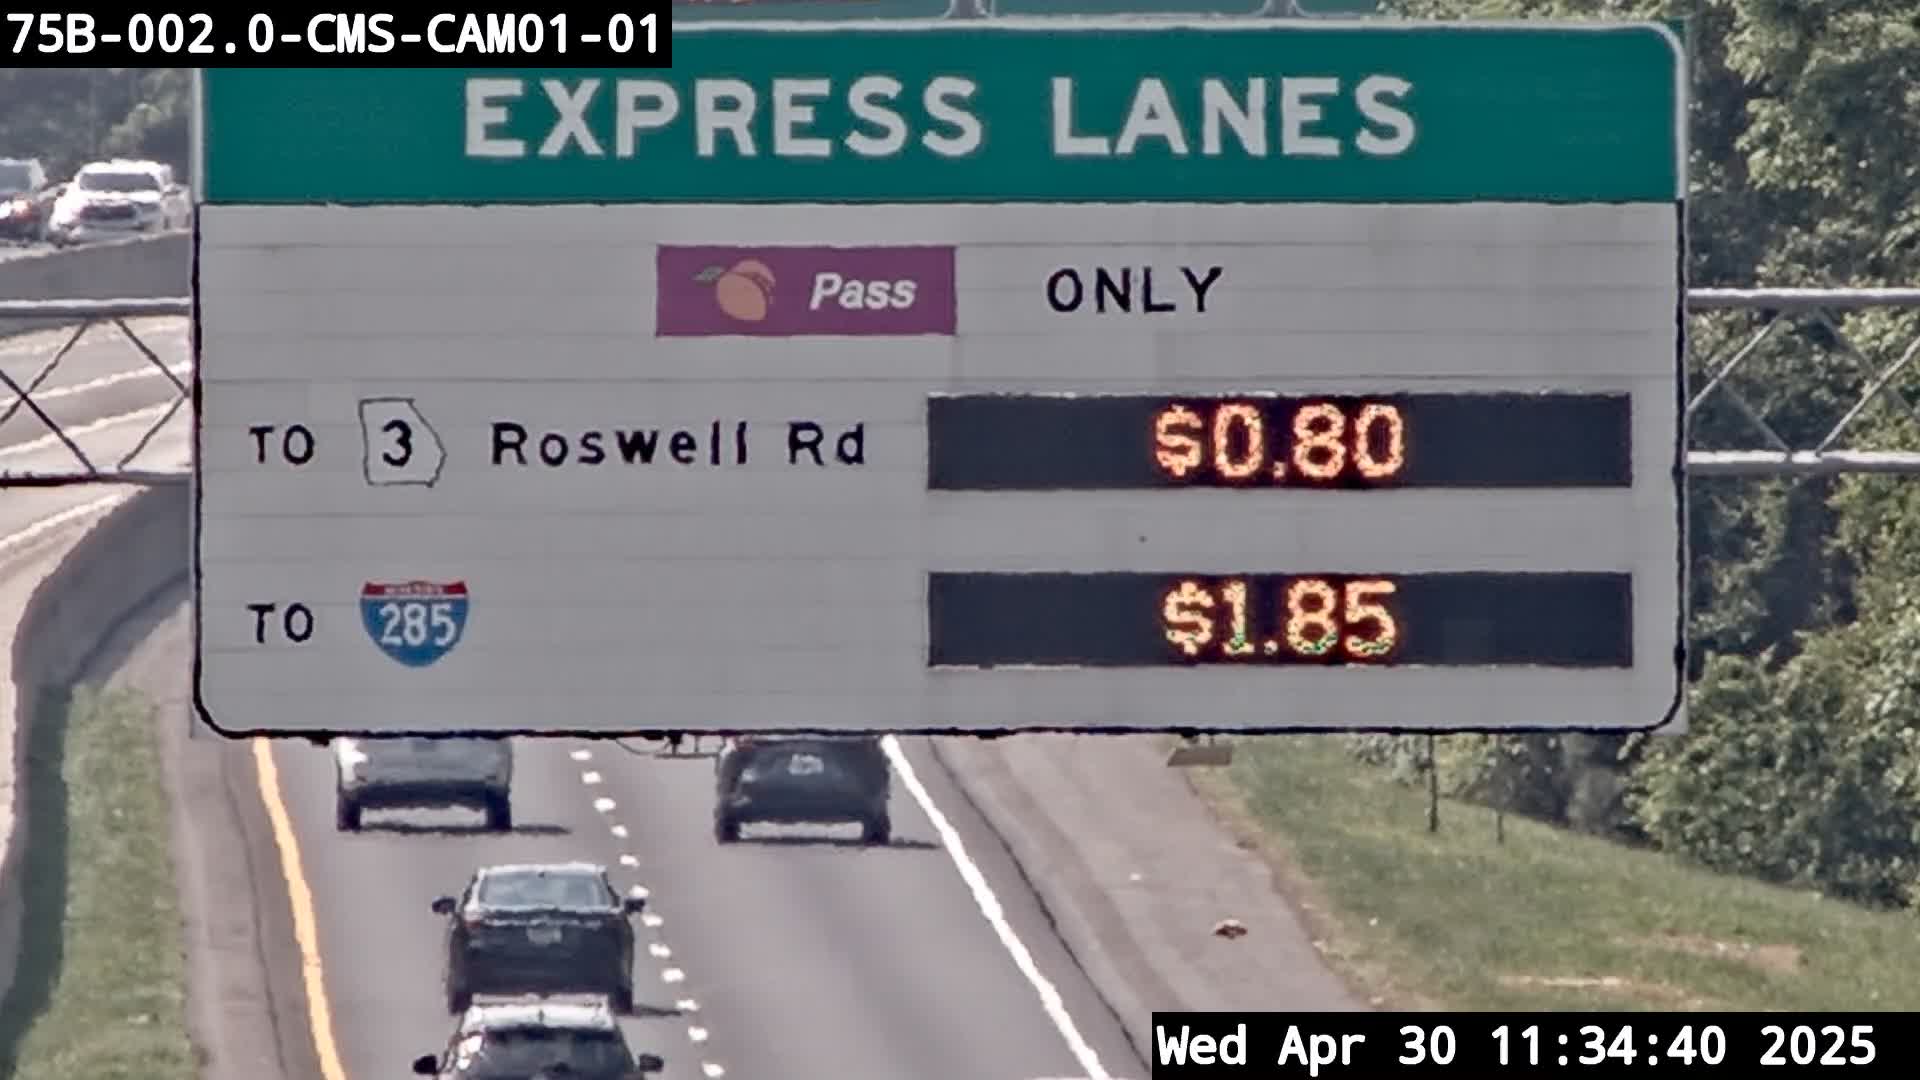 75B-002.0-CMS-CAM01-01
EXPRESS LANES
Pass ONLY
TO 3 Roswell Rd $0.80
TO 285 $1.85
Wed Apr 30 11:34:40 2025